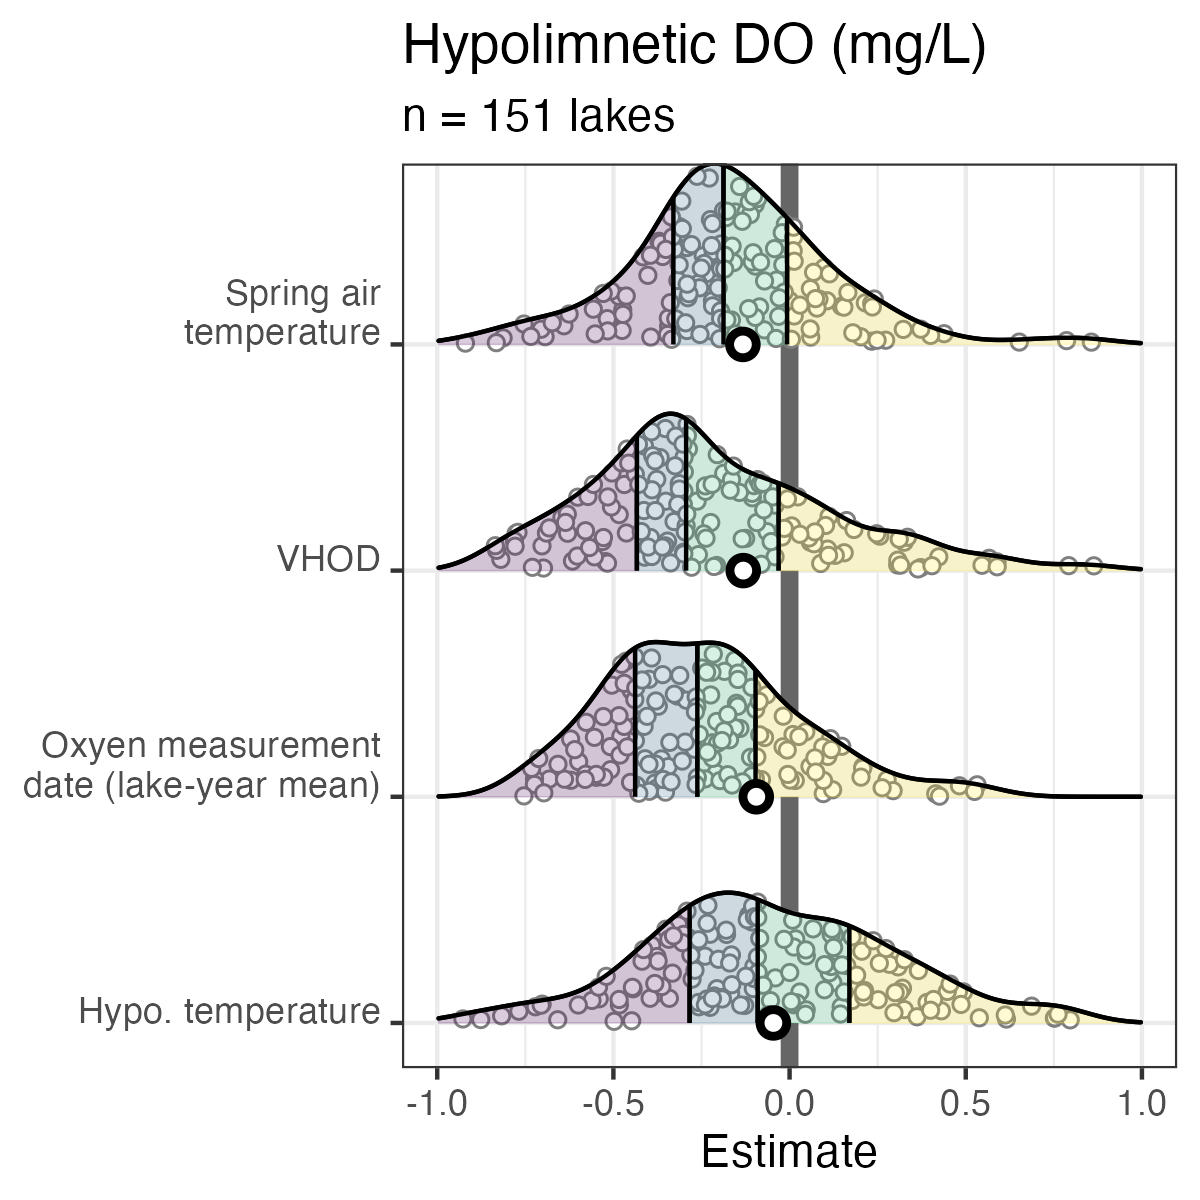 Hypolimnetic DO (mg/L)
n = 151 lakes
Spring air
temperature
VHOD
Oxyen measurement
date (lake-year mean)
Hypo. temperature
-1.0 -0.5 0.0 0.5 1.0
Estimate